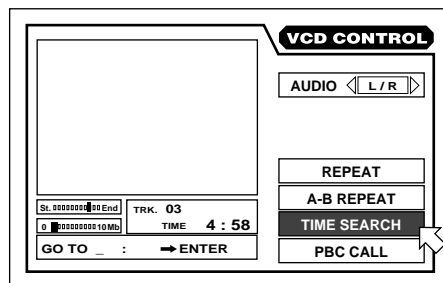 VCD CONTROL
AUDIO L / R
REPEAT
A-B REPEAT
TIME SEARCH
PBC CALL
St. End
0 10Mb
TRK. 03
TIME 4 : 58
GO TO _ : ➡ENTER